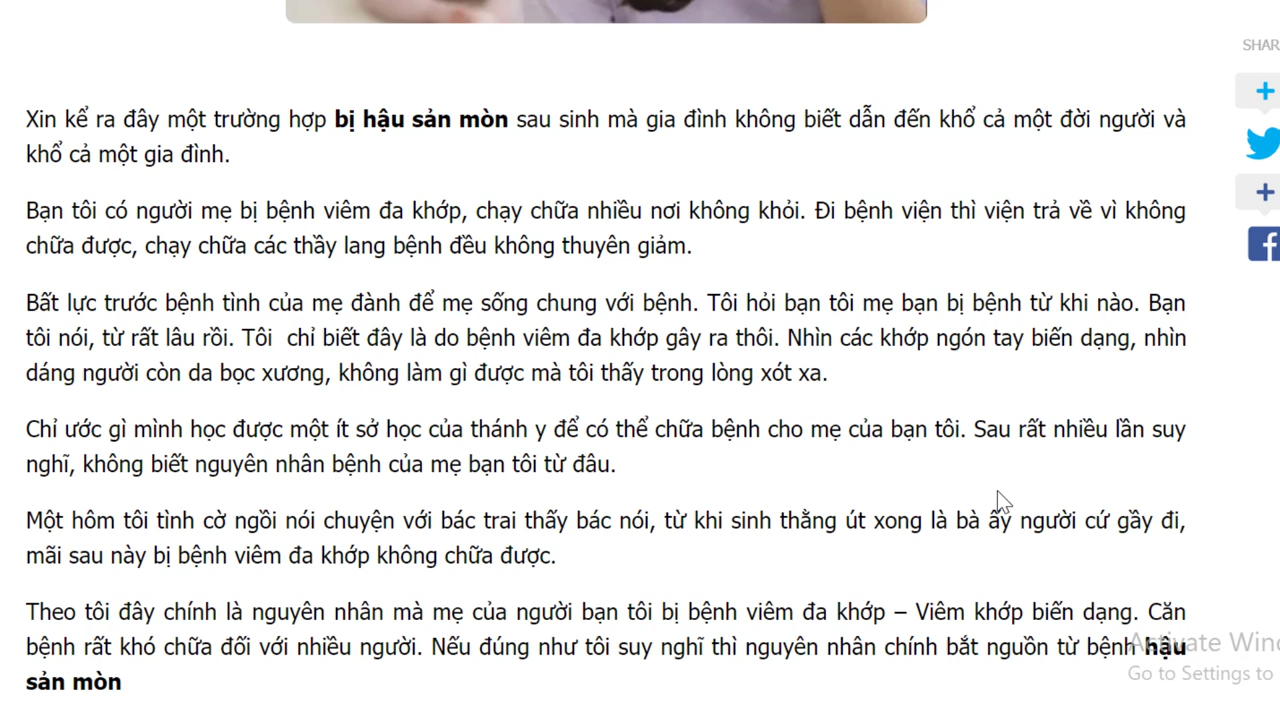 SHAR
Xin kể ra đây một trường hợp bị hậu sản mòn sau sinh mà gia đình không biết dẫn đến khổ cả một đời người và
khổ cả một gia đình.
Bạn tôi có người mẹ bị bệnh viêm đa khớp, chạy chữa nhiều nơi không khỏi. Đi bệnh viện thì viện trả về vì không
chữa được, chạy chữa các thầy lang bệnh đều không thuyên giảm.
Bất lực trước bệnh tình của mẹ đành để mẹ sống chung với bệnh. Tôi hỏi bạn tôi mẹ bạn bị bệnh từ khi nào. Bạn
tôi nói, từ rất lâu rồi. Tôi chỉ biết đây là do bệnh viêm đa khớp gây ra thôi. Nhìn các khớp ngón tay biến dạng, nhìn
dáng người còn da bọc xương, không làm gì được mà tôi thấy trong lòng xót xa.
Chỉ ước gì mình học được một ít sở học của thánh y để có thể chữa bệnh cho mẹ của bạn tôi. Sau rất nhiều lần suy
nghĩ, không biết nguyên nhân bệnh của mẹ bạn tôi từ đâu.
Một hôm tôi tình cờ ngồi nói chuyện với bác trai thấy bác nói, từ khi sinh thằng út xong là bà ấy người cứ gầy đi,
mãi sau này bị bệnh viêm đa khớp không chữa được.
Theo tôi đây chính là nguyên nhân mà mẹ của người bạn tôi bị bệnh viêm đa khớp – Viêm khớp biến dạng. Căn
bệnh rất khó chữa đối với nhiều người. Nếu đúng như tôi suy nghĩ thì nguyên nhân chính bắt nguồn từ bệnh hậu
sản mòn
Activate Wind
Go to Settings to